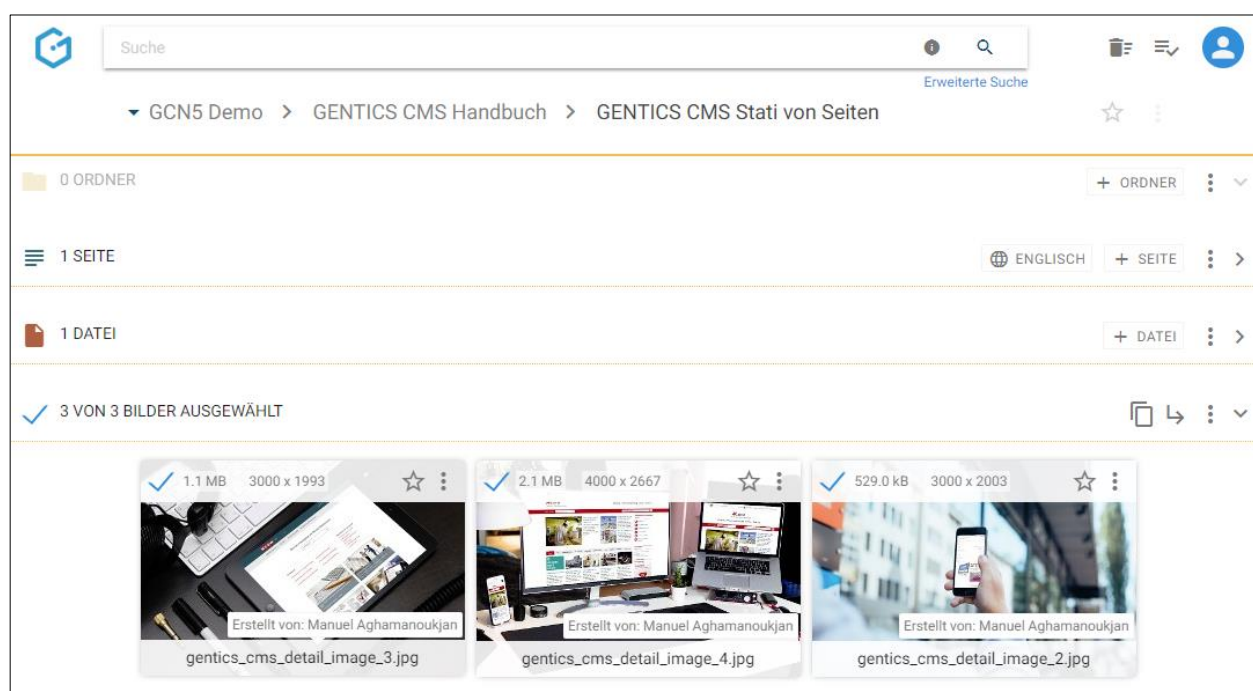 Suche
Erweiterte Suche
GCN5 Demo > GENTICS CMS Handbuch > GENTICS CMS Stati von Seiten
0 ORDNER + ORDNER
1 SEITE ENGLISCH + SEITE
1 DATEI + DATEI
3 VON 3 BILDER AUSGEWÄHLT
1.1 MB 3000 x 1993 2.1 MB 4000 x 2667 529.0 kB 3000 x 2003
Erstellt von: Manuel Aghamanoukjan Erstellt von: Manuel Aghamanoukjan Erstellt von: Manuel Aghamanoukjan
gentics_cms_detail_image_3.jpg gentics_cms_detail_image_4.jpg gentics_cms_detail_image_2.jpg